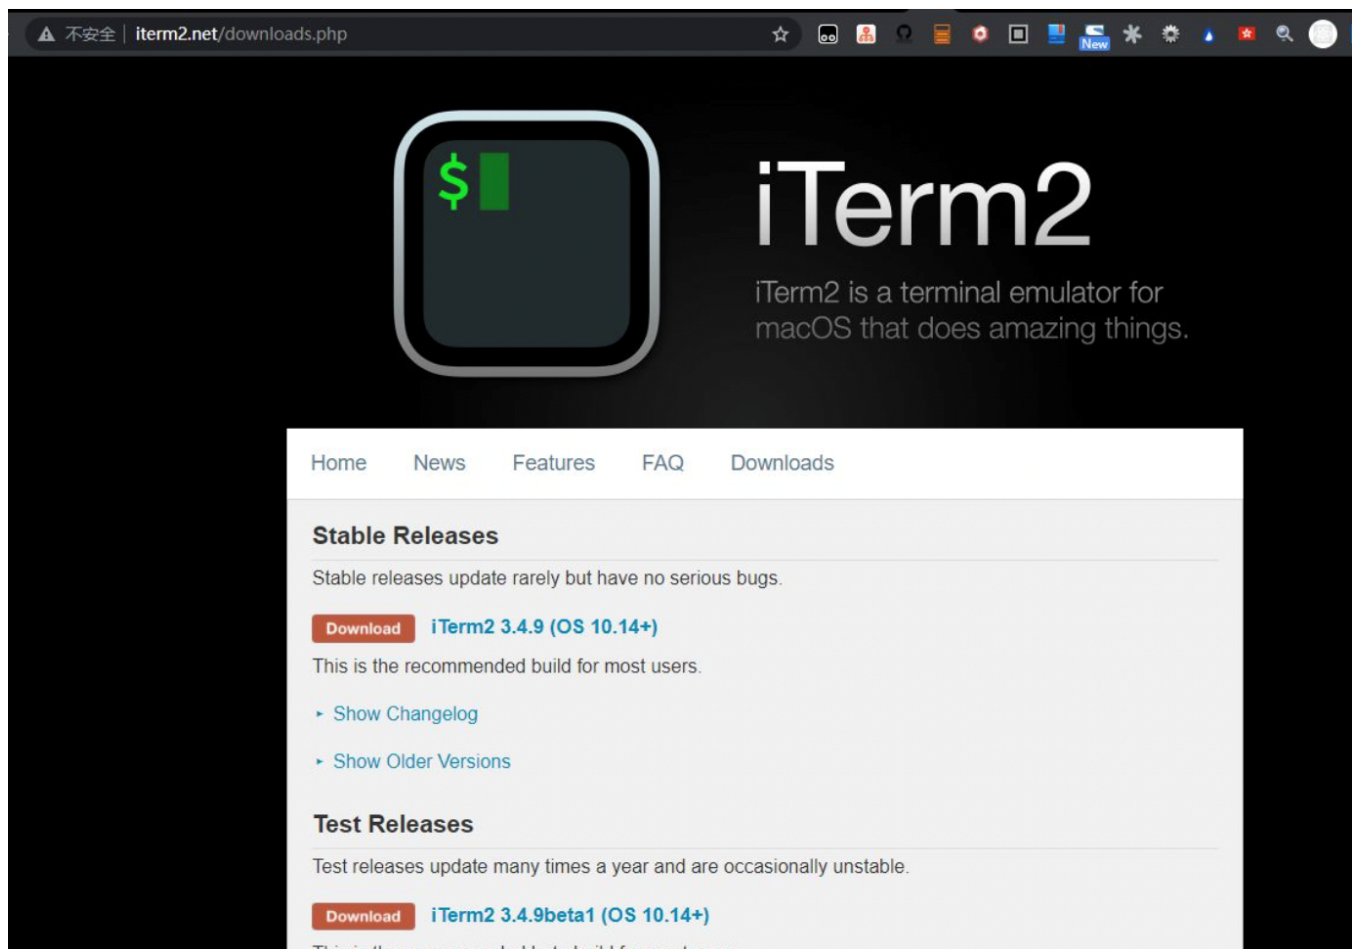 不安全 | iterm2.net/downloads.php
New
$
iTerm2
iTerm2 is a terminal emulator for
macOS that does amazing things.
Home News Features FAQ Downloads
Stable Releases
Stable releases update rarely but have no serious bugs.
Download iTerm2 3.4.9 (OS 10.14+)
This is the recommended build for most users.
▸ Show Changelog
▸ Show Older Versions
Test Releases
Test releases update many times a year and are occasionally unstable.
Download iTerm2 3.4.9beta1 (OS 10.14+)